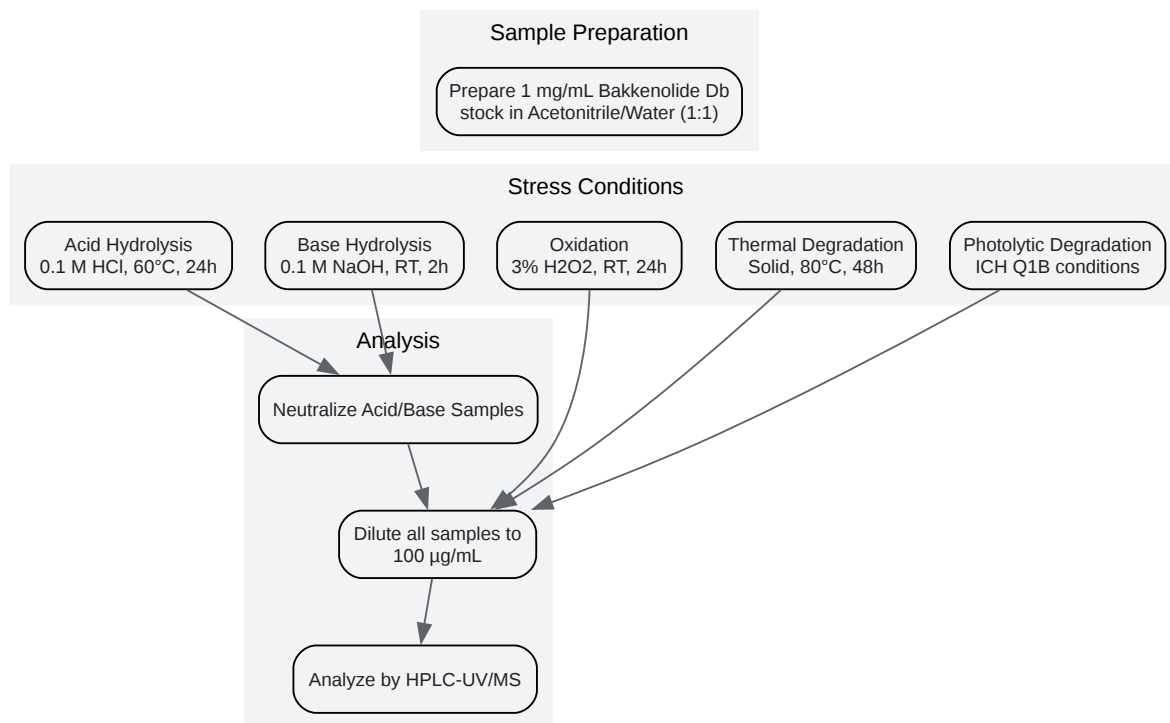 Sample Preparation
Prepare 1 mg/mL Bakkenolide Db
stock in Acetonitrile/Water (1:1)
Stress Conditions
Acid Hydrolysis
0.1 M HCl, 60°C, 24h
Base Hydrolysis
0.1 M NaOH, RT, 2h
Oxidation
3% H2O2, RT, 24h
Thermal Degradation
Solid, 80°C, 48h
Photolytic Degradation
ICH Q1B conditions
Analysis
Neutralize Acid/Base Samples
Dilute all samples to
100 µg/mL
Analyze by HPLC-UV/MS